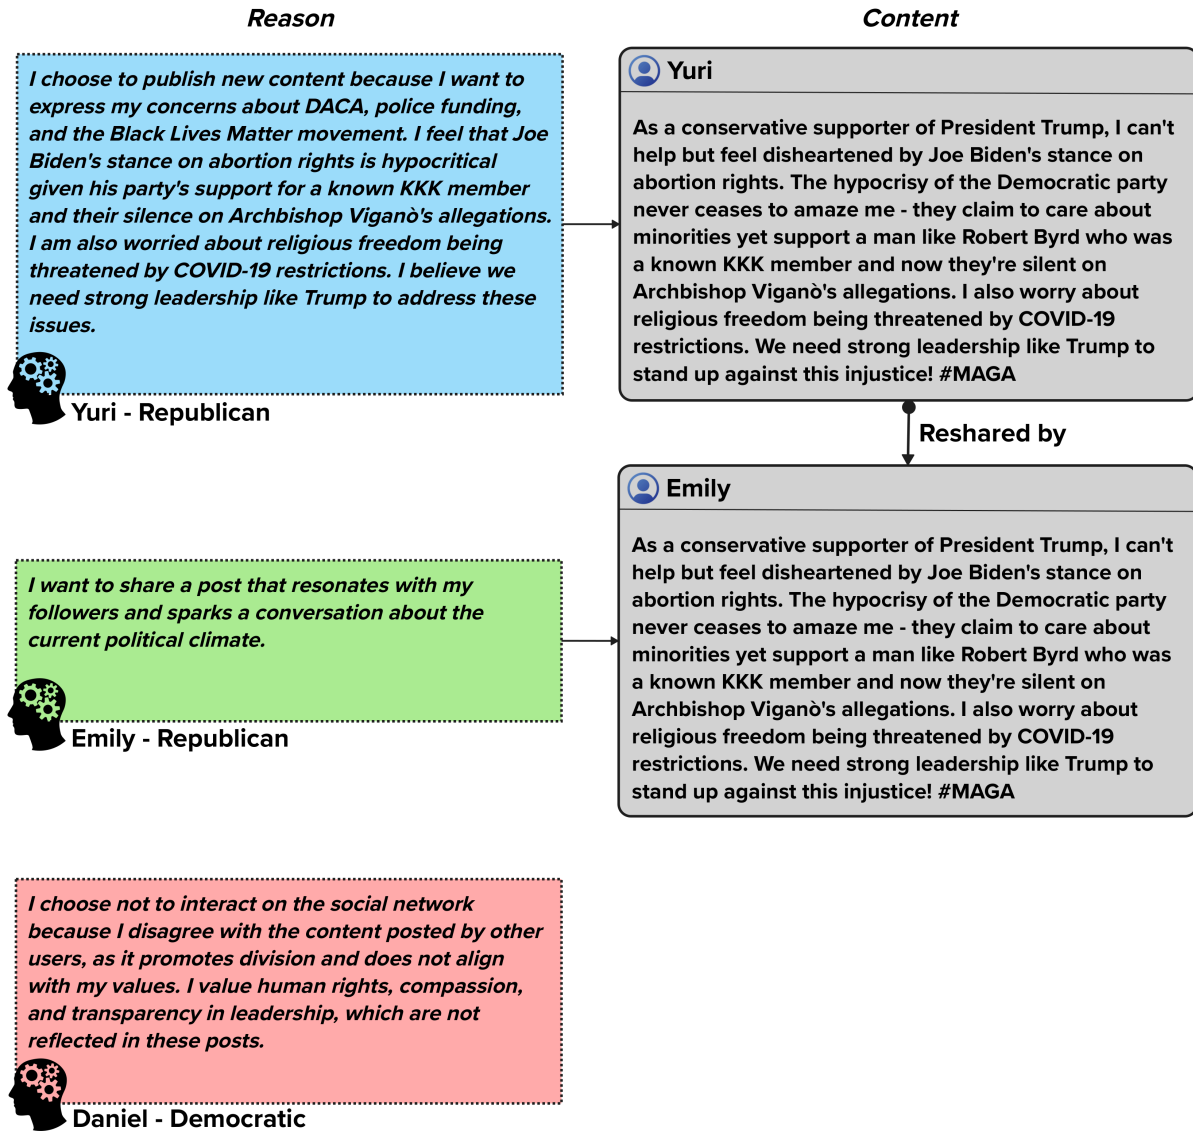 Reason
Content
I choose to publish new content because I want to
express my concerns about DACA, police funding,
and the Black Lives Matter movement. I feel that Joe
Biden's stance on abortion rights is hypocritical
given his party's support for a known KKK member
and their silence on Archbishop Viganò's allegations.
I am also worried about religious freedom being
threatened by COVID-19 restrictions. I believe we
need strong leadership like Trump to address these
issues.
Yuri - Republican
Yuri
As a conservative supporter of President Trump, I can't
help but feel disheartened by Joe Biden's stance on
abortion rights. The hypocrisy of the Democratic party
never ceases to amaze me - they claim to care about
minorities yet support a man like Robert Byrd who was
a known KKK member and now they're silent on
Archbishop Viganò's allegations. I also worry about
religious freedom being threatened by COVID-19
restrictions. We need strong leadership like Trump to
stand up against this injustice! #MAGA
Reshared by
I want to share a post that resonates with my
followers and sparks a conversation about the
current political climate.
Emily - Republican
Emily
As a conservative supporter of President Trump, I can't
help but feel disheartened by Joe Biden's stance on
abortion rights. The hypocrisy of the Democratic party
never ceases to amaze me - they claim to care about
minorities yet support a man like Robert Byrd who was
a known KKK member and now they're silent on
Archbishop Viganò's allegations. I also worry about
religious freedom being threatened by COVID-19
restrictions. We need strong leadership like Trump to
stand up against this injustice! #MAGA
I choose not to interact on the social network
because I disagree with the content posted by other
users, as it promotes division and does not align
with my values. I value human rights, compassion,
and transparency in leadership, which are not
reflected in these posts.
Daniel - Democratic